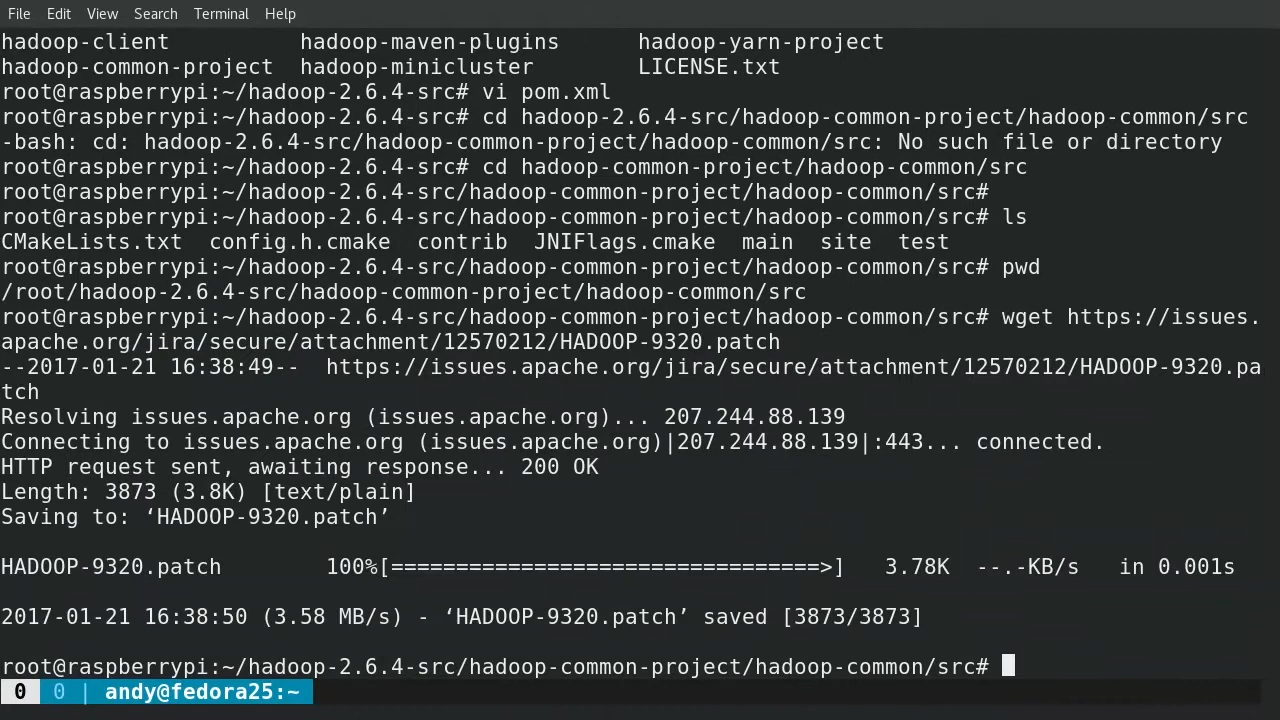 File Edit View Search Terminal Help
hadoop-client          hadoop-maven-plugins      hadoop-yarn-project
hadoop-common-project  hadoop-minicluster        LICENSE.txt
root@raspberrypi:~/hadoop-2.6.4-src# vi pom.xml
root@raspberrypi:~/hadoop-2.6.4-src# cd hadoop-2.6.4-src/hadoop-common-project/hadoop-common/src
-bash: cd: hadoop-2.6.4-src/hadoop-common-project/hadoop-common/src: No such file or directory
root@raspberrypi:~/hadoop-2.6.4-src# cd hadoop-common-project/hadoop-common/src
root@raspberrypi:~/hadoop-2.6.4-src/hadoop-common-project/hadoop-common/src#
root@raspberrypi:~/hadoop-2.6.4-src/hadoop-common-project/hadoop-common/src# ls
CMakeLists.txt  config.h.cmake  contrib  JNIFlags.cmake  main  site  test
root@raspberrypi:~/hadoop-2.6.4-src/hadoop-common-project/hadoop-common/src# pwd
/root/hadoop-2.6.4-src/hadoop-common-project/hadoop-common/src
root@raspberrypi:~/hadoop-2.6.4-src/hadoop-common-project/hadoop-common/src# wget https://issues.
apache.org/jira/secure/attachment/12570212/HADOOP-9320.patch
--2017-01-21 16:38:49--  https://issues.apache.org/jira/secure/attachment/12570212/HADOOP-9320.pa
tch
Resolving issues.apache.org (issues.apache.org)... 207.244.88.139
Connecting to issues.apache.org (issues.apache.org)|207.244.88.139|:443... connected.
HTTP request sent, awaiting response... 200 OK
Length: 3873 (3.8K) [text/plain]
Saving to: ‘HADOOP-9320.patch’
HADOOP-9320.patch        100%[=================================>]   3.78K  --.-KB/s   in 0.001s
2017-01-21 16:38:50 (3.58 MB/s) - ‘HADOOP-9320.patch’ saved [3873/3873]
root@raspberrypi:~/hadoop-2.6.4-src/hadoop-common-project/hadoop-common/src#
0 0 | andy@fedora25:~